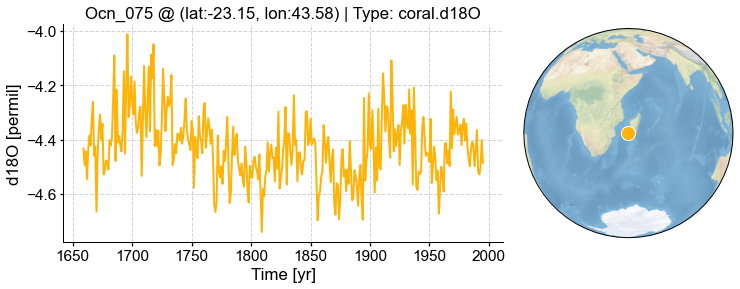 Ocn_075 @ (lat:-23.15, lon:43.58) | Type: coral.d18O
d18O [permil]
−4.0
−4.2
−4.4
−4.6
1650 1700 1750 1800 1850 1900 1950 2000
Time [yr]